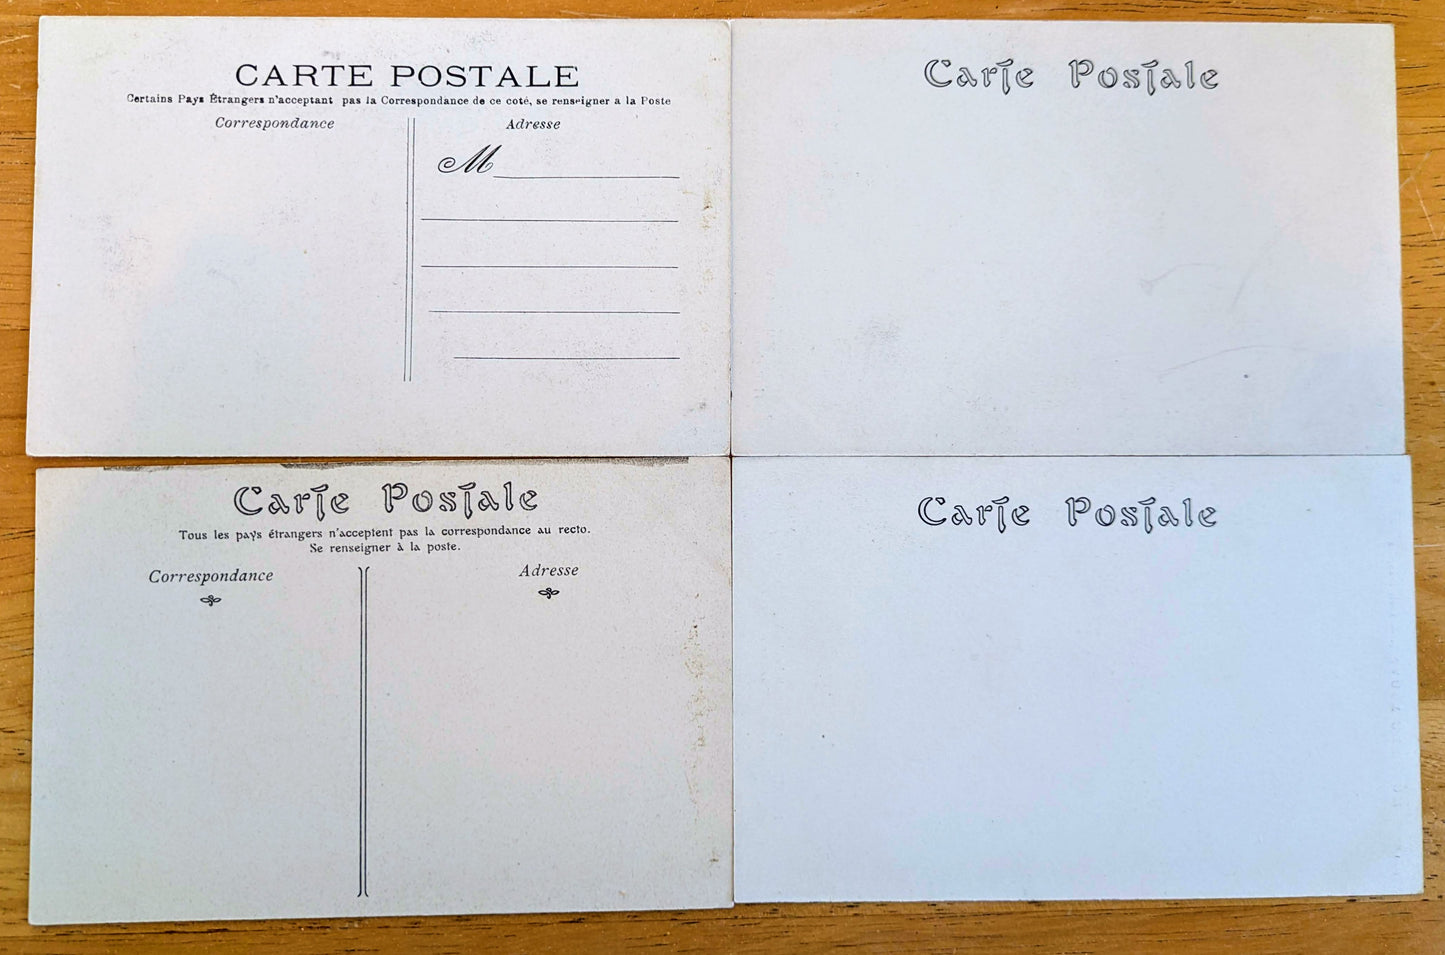 CARTE POSTALE
Certains Pays Étrangers n'acceptant pas la Correspondance de ce coté, se renseigner a la Poste
Correspondance
Adresse
M
Carte Postale
Carte Postale
Tous les pays étrangers n'acceptent pas la correspondance au recto.
Se renseigner à la poste.
Correspondance
Adresse
Carte Postale